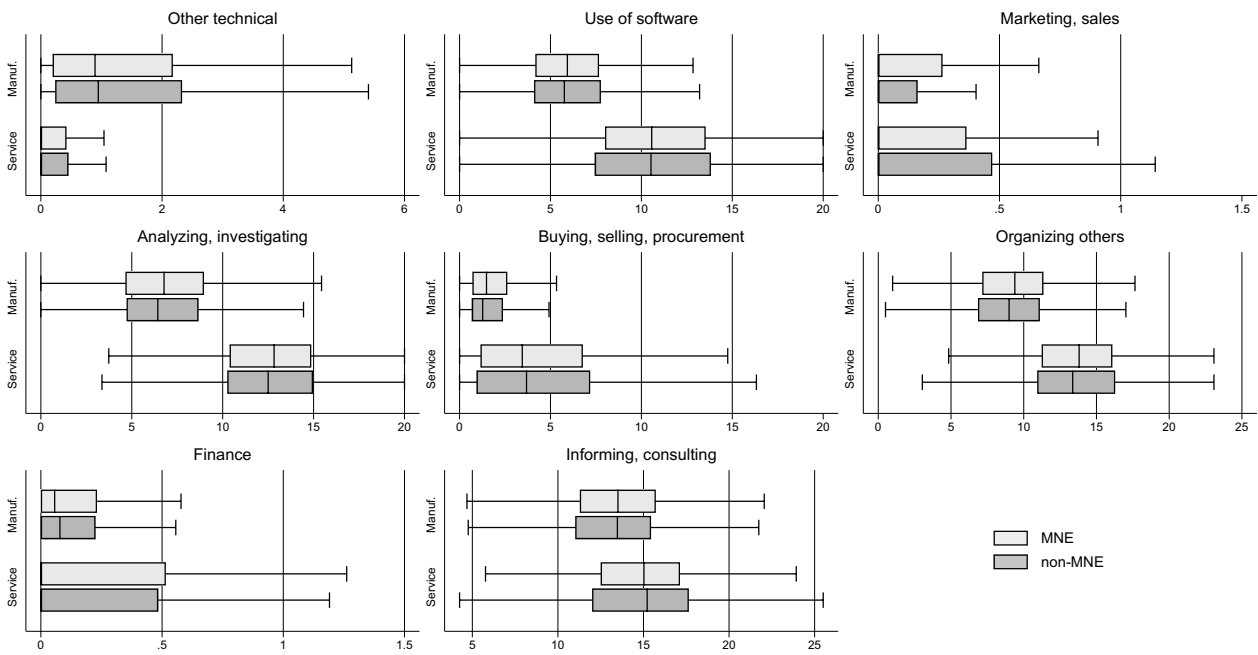 Other technical
Manuf.
Service
0 2 4 6
Use of software
Manuf.
Service
0 5 10 15 20
Marketing, sales
Manuf.
Service
0 .5 1 1.5
Analyzing, investigating
Manuf.
Service
0 5 10 15 20
Buying, selling, procurement
Manuf.
Service
0 5 10 15 20
Organizing others
Manuf.
Service
0 5 10 15 20 25
Finance
Manuf.
Service
0 .5 1 1.5
Informing, consulting
Manuf.
Service
5 10 15 20 25
MNE
non-MNE